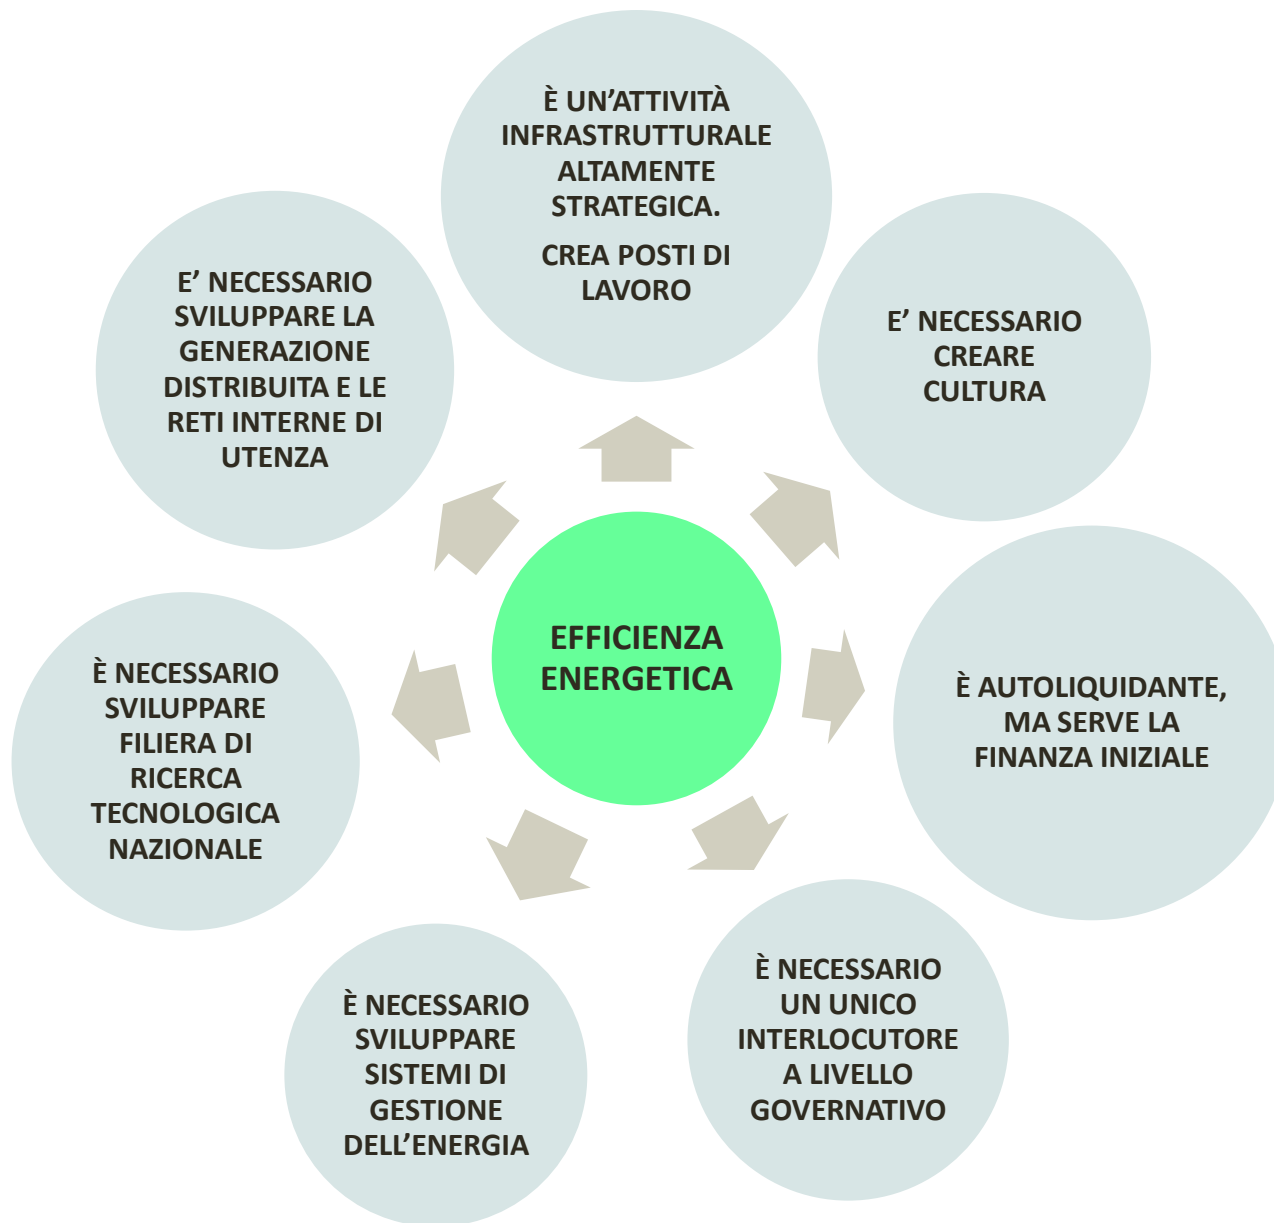 È UN’ATTIVITÀ
INFRASTRUTTURALE
ALTAMENTE
STRATEGICA.
CREA POSTI DI
LAVORO
E’ NECESSARIO
CREARE
CULTURA
È AUTOLIQUIDANTE,
MA SERVE LA
FINANZA INIZIALE
È NECESSARIO
UN UNICO
INTERLOCUTORE
A LIVELLO
GOVERNATIVO
È NECESSARIO
SVILUPPARE
SISTEMI DI
GESTIONE
DELL’ENERGIA
È NECESSARIO
SVILUPPARE
FILIERA DI
RICERCA
TECNOLOGICA
NAZIONALE
E’ NECESSARIO
SVILUPPARE LA
GENERAZIONE
DISTRIBUITA E LE
RETI INTERNE DI
UTENZA
EFFICIENZA
ENERGETICA